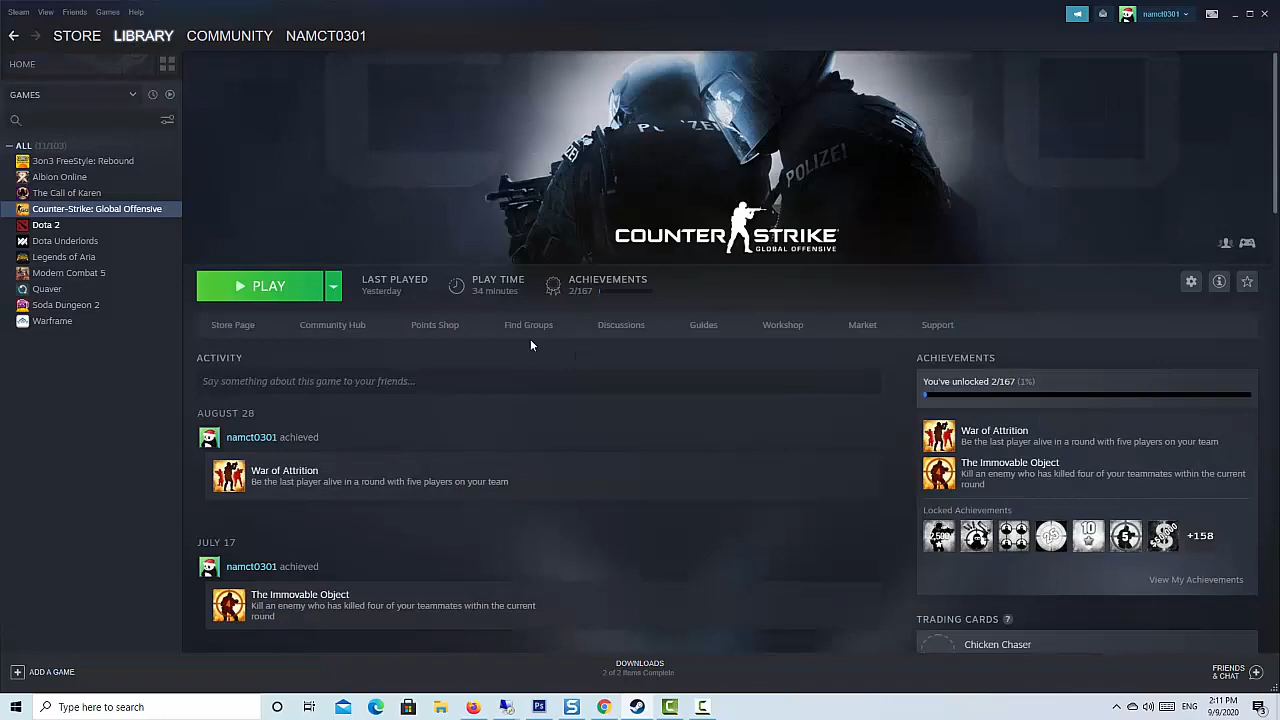 Steam View Friends Games Help
namct0301
STORE LIBRARY COMMUNITY NAMCT0301
HOME
GAMES
ALL (11/103)
3on3 FreeStyle: Rebound
Albion Online
The Call of Karen
Counter-Strike: Global Offensive
Dota 2
Dota Underlords
Legends of Aria
Modern Combat 5
Quaver
Soda Dungeon 2
Warframe
POLIZEI
COUNTER STRIKE
GLOBAL OFFENSIVE
PLAY
LAST PLAYED
Yesterday
PLAY TIME
34 minutes
ACHIEVEMENTS
2/167
Store Page Community Hub Points Shop Find Groups Discussions Guides Workshop Market Support
ACTIVITY
Say something about this game to your friends...
AUGUST 28
namct0301 achieved
War of Attrition
Be the last player alive in a round with five players on your team
JULY 17
namct0301 achieved
The Immovable Object
Kill an enemy who has killed four of your teammates within the current
round
ACHIEVEMENTS
You've unlocked 2/167 (1%)
War of Attrition
Be the last player alive in a round with five players on your team
The Immovable Object
Kill an enemy who has killed four of your teammates within the current
round
Locked Achievements
25 10 5 +158
View My Achievements
TRADING CARDS 7
Chicken Chaser
ADD A GAME
DOWNLOADS
2 of 2 Items Complete
FRIENDS
& CHAT
Type here to search
ENG
2:11 PM
9/9/2020